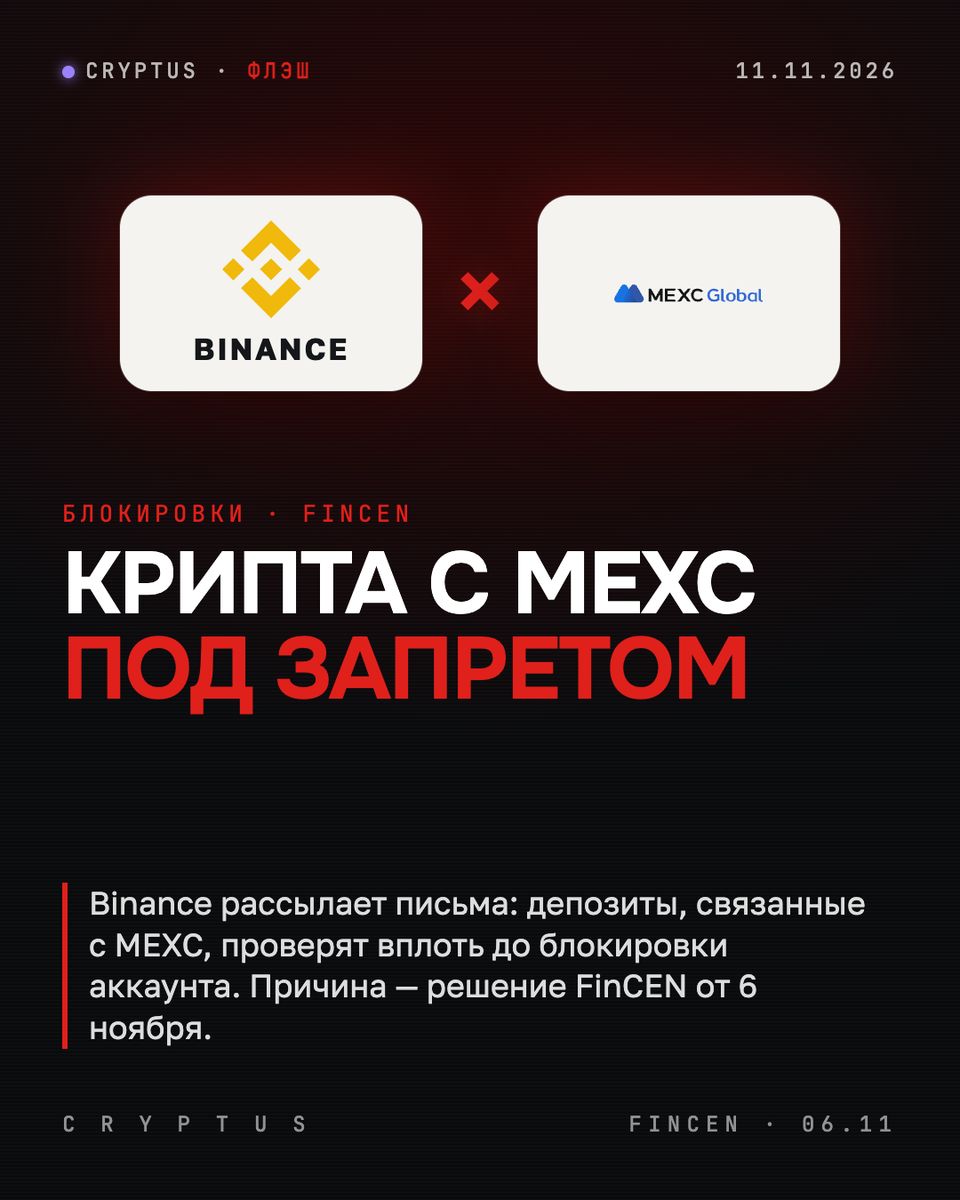 CRYPTUS · ФЛЭШ
11.11.2026
BINANCE
MEXC Global
БЛОКИРОВКИ · FINCEN
КРИПТА С MEXC
ПОД ЗАПРЕТОМ
Binance рассылает письма: депозиты, связанные
с MEXC, проверят вплоть до блокировки
аккаунта. Причина — решение FinCEN от 6
ноября.
CRYPTUS
FINCEN · 06.11